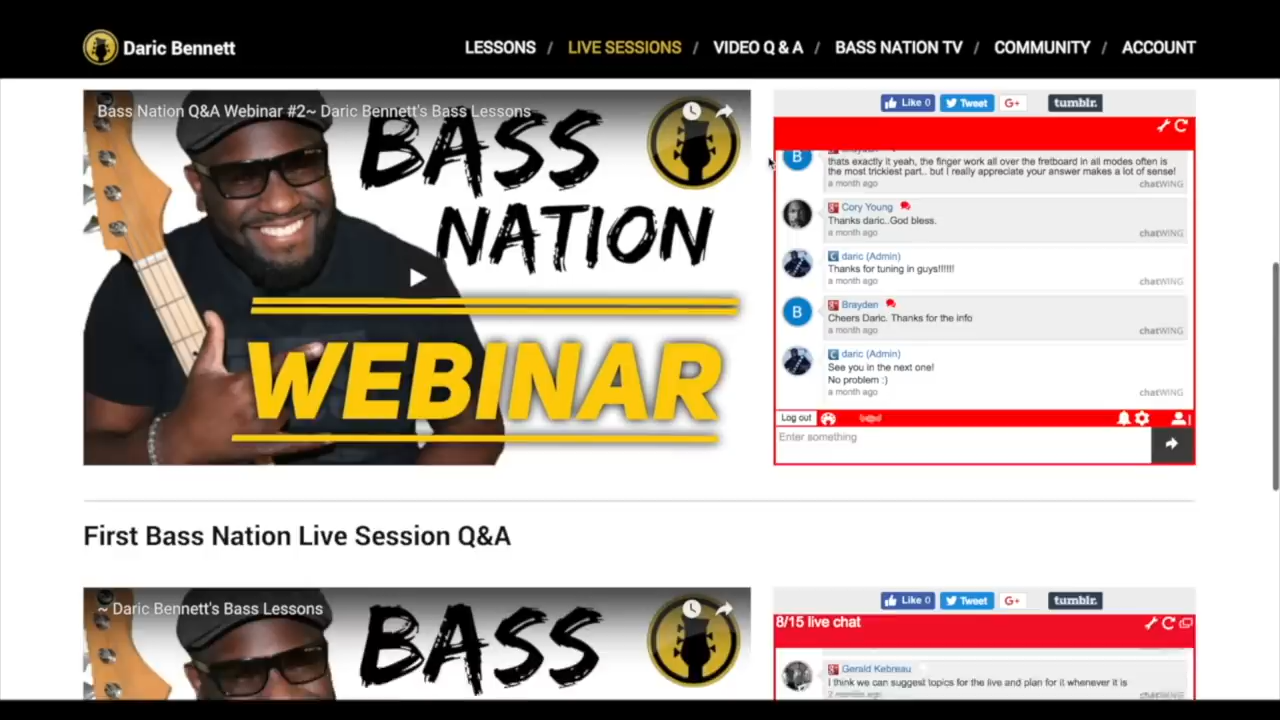 Daric Bennett
LESSONS / LIVE SESSIONS / VIDEO Q & A / BASS NATION TV / COMMUNITY / ACCOUNT
Bass Nation Q&A Webinar #2~ Daric Bennett's Bass Lessons
BASS
NATION
WEBINAR
Like 0 Tweet G+ tumblr.
B
thats exactly it yeah, the finger work all over the fretboard in all modes often is
the most trickiest part.. but I really appreciate your answer makes a lot of sense!
a month ago chatWING
Cory Young
Thanks daric..God bless.
a month ago chatWING
daric (Admin)
Thanks for tuning in guys!!!!!!
a month ago chatWING
B Brayden
Cheers Daric. Thanks for the info
a month ago chatWING
daric (Admin)
See you in the next one!
No problem :)
a month ago chatWING
Log out
Enter something
First Bass Nation Live Session Q&A
~ Daric Bennett's Bass Lessons
BASS
Like 0 Tweet G+ tumblr.
8/15 live chat
Gerald Kebreau
I think we can suggest topics for the live and plan for it whenever it is
2 months ago chatWING